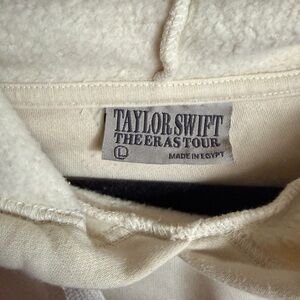 TAYLOR SWIFT
THE ERAS TOUR
L
MADE IN EGYPT